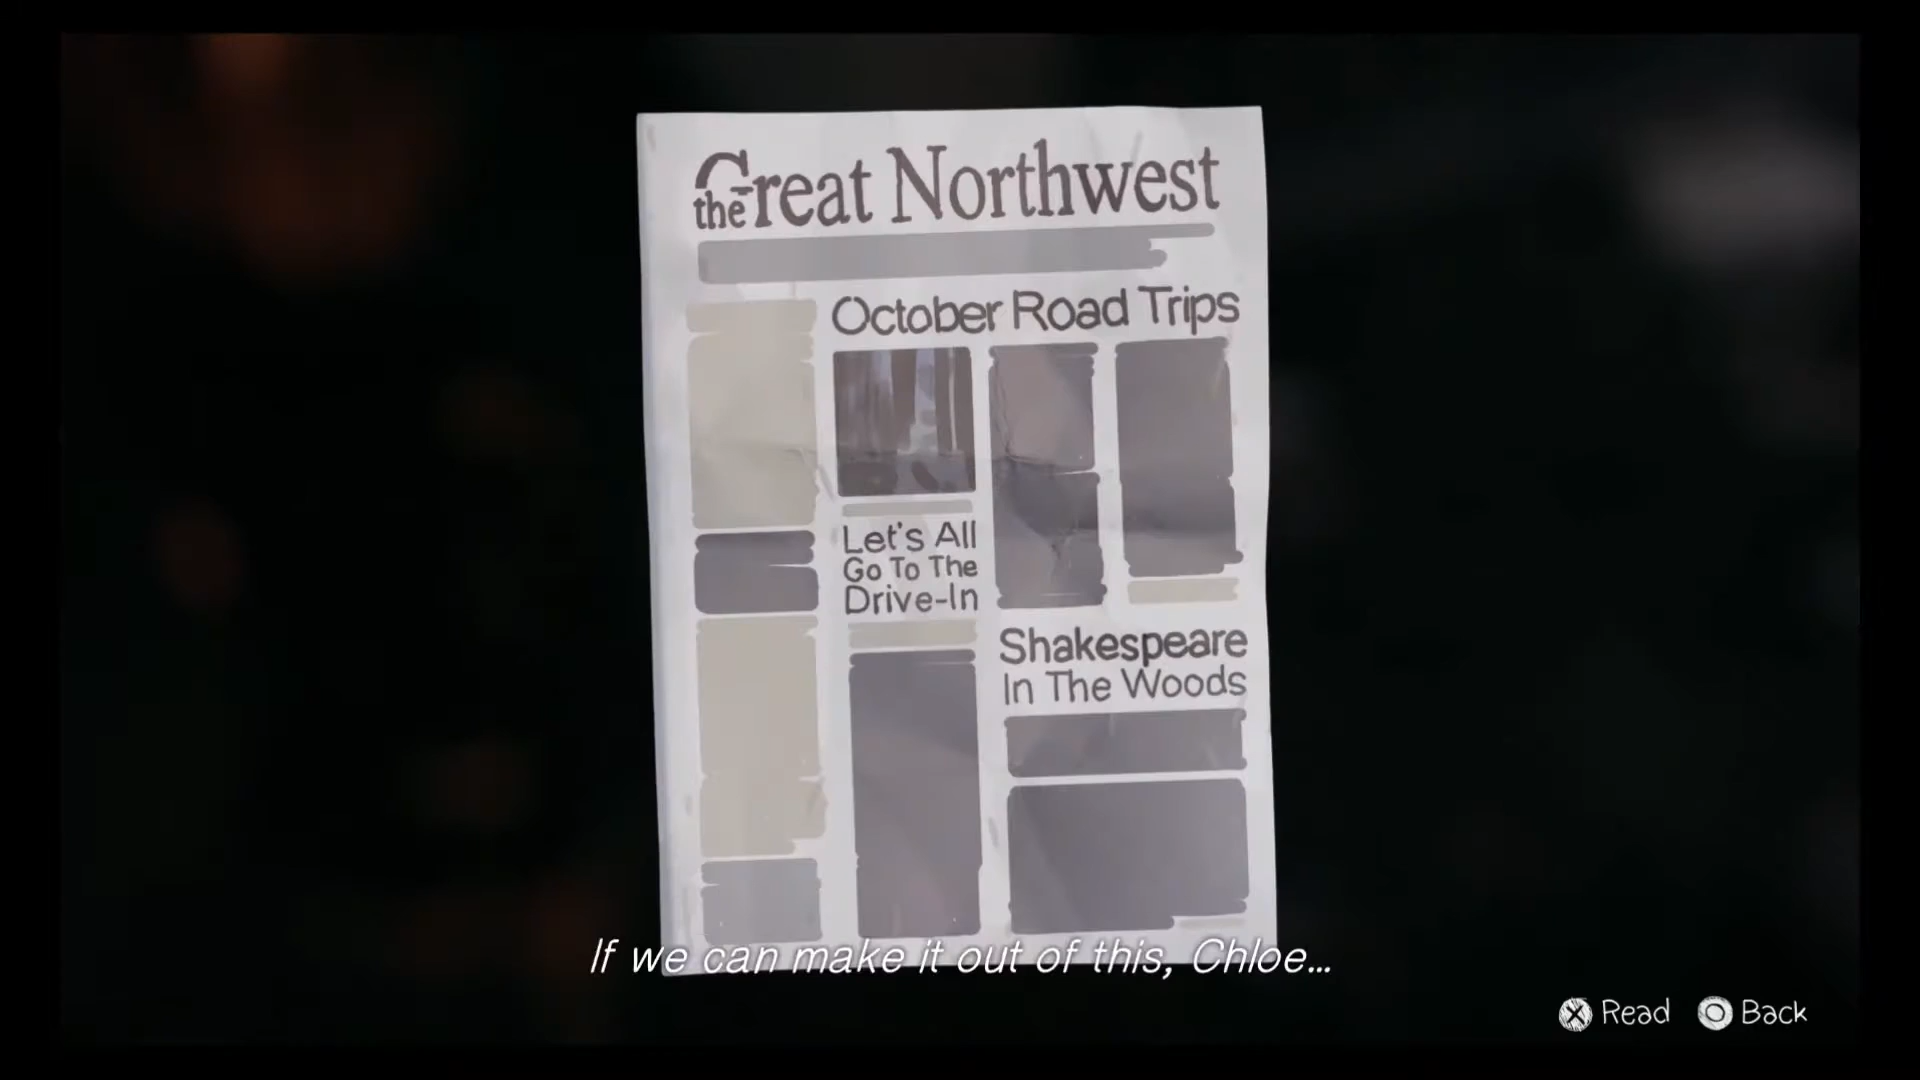 the Great Northwest
October Road Trips
Let's All
Go To The
Drive-In
Shakespeare
In The Woods
If we can make it out of this, Chloe...
Read
Back